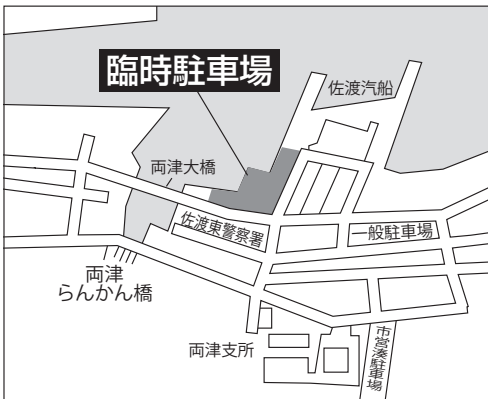 臨時駐車場
佐渡汽船
両津大橋
佐渡東警察署
一般駐車場
両津
らんかん橋
両津支所
市営湊駐車場